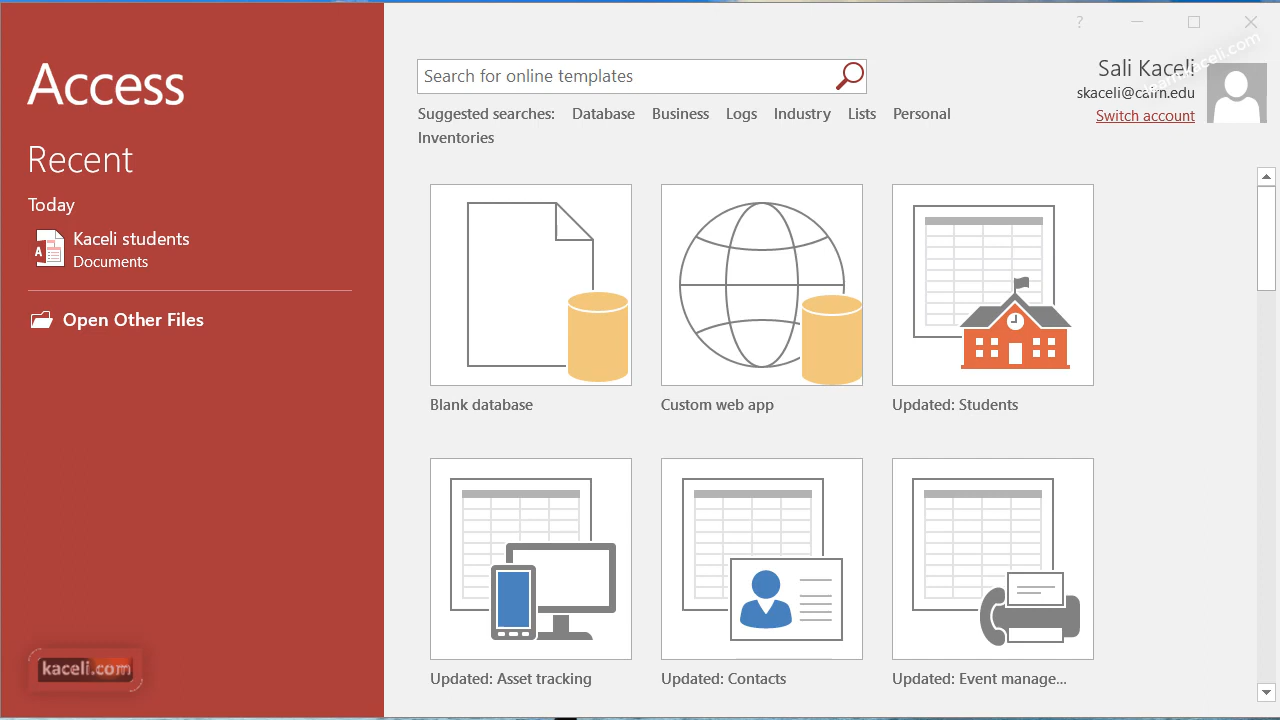 Access
Recent
Today
Kaceli students
Documents
Open Other Files
kaceli.com
?
Search for online templates
Suggested searches: Database Business Logs Industry Lists Personal
Inventories
Sali Kaceli
skaceli@cairn.edu
Switch account
Blank database
Custom web app
Updated: Students
Updated: Asset tracking
Updated: Contacts
Updated: Event manage...
A